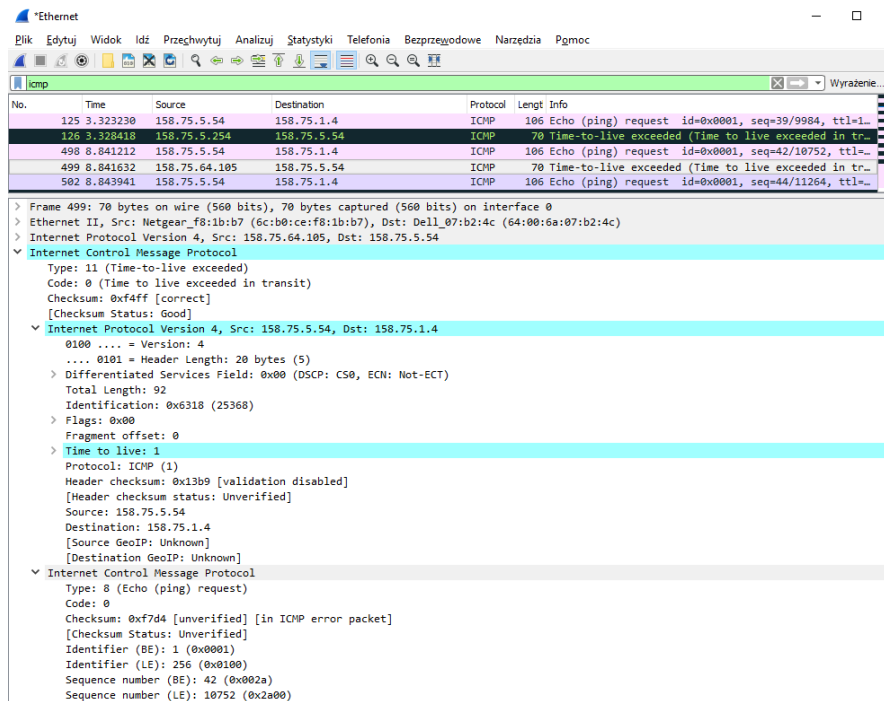 *Ethernet
Plik Edytuj Widok Idź Przechwytuj Analizuj Statystyki Telefonia Bezprzewodowe Narzędzia Pomoc
icmp Wyrażenie...
No. Time Source Destination Protocol Lengt Info
125 3.323230 158.75.5.54 158.75.1.4 ICMP 106 Echo (ping) request id=0x0001, seq=39/9984, ttl=1…
126 3.328418 158.75.5.254 158.75.5.54 ICMP 70 Time-to-live exceeded (Time to live exceeded in tr…
498 8.841212 158.75.5.54 158.75.1.4 ICMP 106 Echo (ping) request id=0x0001, seq=42/10752, ttl=…
499 8.841632 158.75.64.105 158.75.5.54 ICMP 70 Time-to-live exceeded (Time to live exceeded in tr…
502 8.843941 158.75.5.54 158.75.1.4 ICMP 106 Echo (ping) request id=0x0001, seq=44/11264, ttl=…
Frame 499: 70 bytes on wire (560 bits), 70 bytes captured (560 bits) on interface 0
Ethernet II, Src: Netgear_f8:1b:b7 (6c:b0:ce:f8:1b:b7), Dst: Dell_07:b2:4c (64:00:6a:07:b2:4c)
Internet Protocol Version 4, Src: 158.75.64.105, Dst: 158.75.5.54
Internet Control Message Protocol
Type: 11 (Time-to-live exceeded)
Code: 0 (Time to live exceeded in transit)
Checksum: 0xf4ff [correct]
[Checksum Status: Good]
Internet Protocol Version 4, Src: 158.75.5.54, Dst: 158.75.1.4
0100 .... = Version: 4
.... 0101 = Header Length: 20 bytes (5)
Differentiated Services Field: 0x00 (DSCP: CS0, ECN: Not-ECT)
Total Length: 92
Identification: 0x6318 (25368)
Flags: 0x00
Fragment offset: 0
Time to live: 1
Protocol: ICMP (1)
Header checksum: 0x13b9 [validation disabled]
[Header checksum status: Unverified]
Source: 158.75.5.54
Destination: 158.75.1.4
[Source GeoIP: Unknown]
[Destination GeoIP: Unknown]
Internet Control Message Protocol
Type: 8 (Echo (ping) request)
Code: 0
Checksum: 0xf7d4 [unverified] [in ICMP error packet]
[Checksum Status: Unverified]
Identifier (BE): 1 (0x0001)
Identifier (LE): 256 (0x0100)
Sequence number (BE): 42 (0x002a)
Sequence number (LE): 10752 (0x2a00)